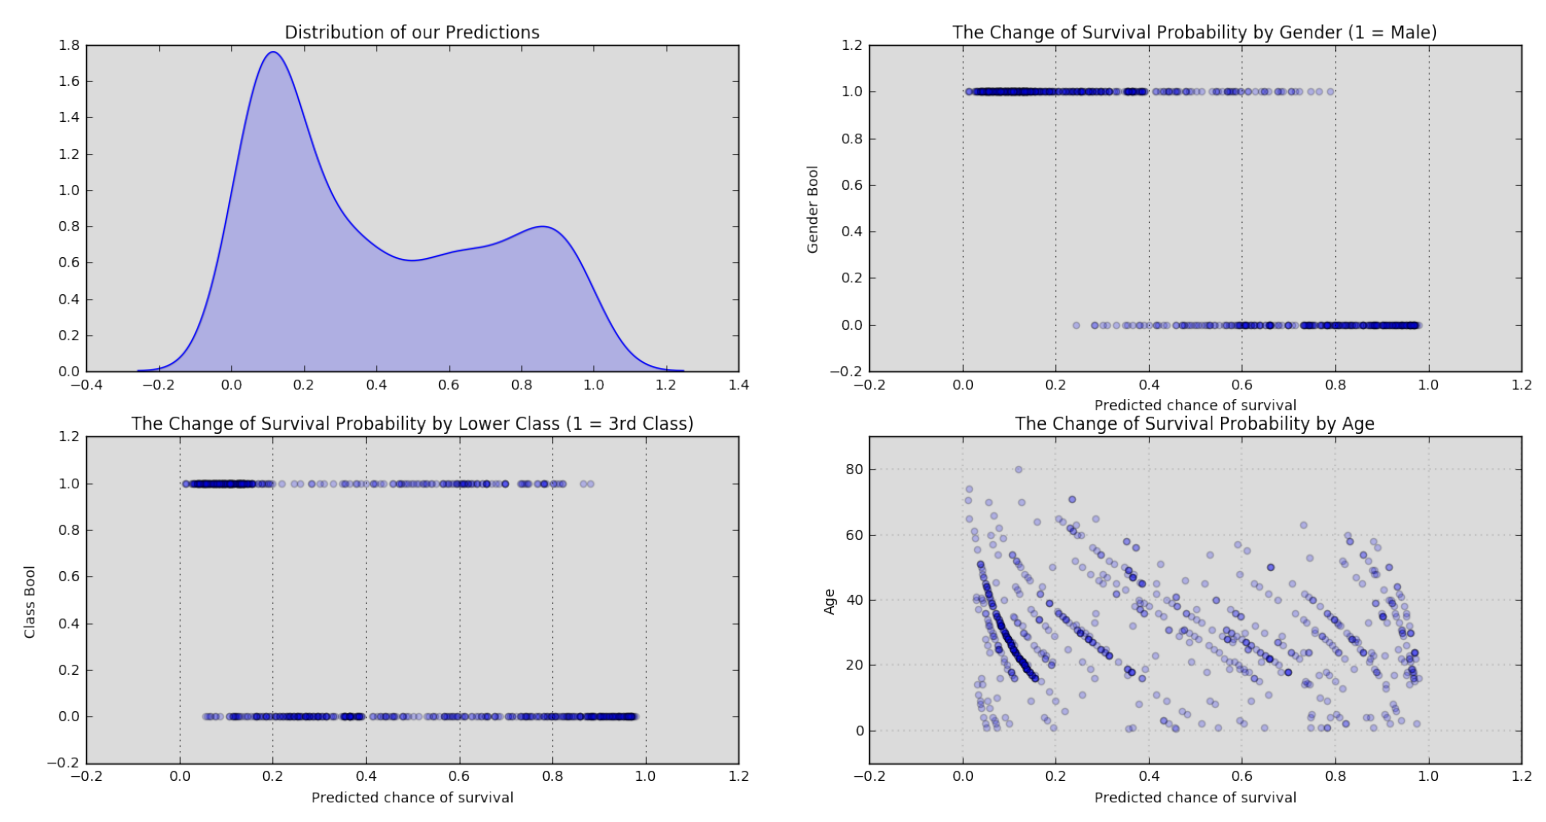 Distribution of our Predictions
1.8
1.6
1.4
1.2
1.0
0.8
0.6
0.4
0.2
0.0
−0.4 −0.2 0.0 0.2 0.4 0.6 0.8 1.0 1.2 1.4
The Change of Survival Probability by Gender (1 = Male)
Gender Bool
1.2
1.0
0.8
0.6
0.4
0.2
0.0
−0.2
−0.2 0.0 0.2 0.4 0.6 0.8 1.0 1.2
Predicted chance of survival
The Change of Survival Probability by Lower Class (1 = 3rd Class)
Class Bool
1.2
1.0
0.8
0.6
0.4
0.2
0.0
−0.2
−0.2 0.0 0.2 0.4 0.6 0.8 1.0 1.2
Predicted chance of survival
The Change of Survival Probability by Age
Age
80
60
40
20
0
−0.2 0.0 0.2 0.4 0.6 0.8 1.0 1.2
Predicted chance of survival